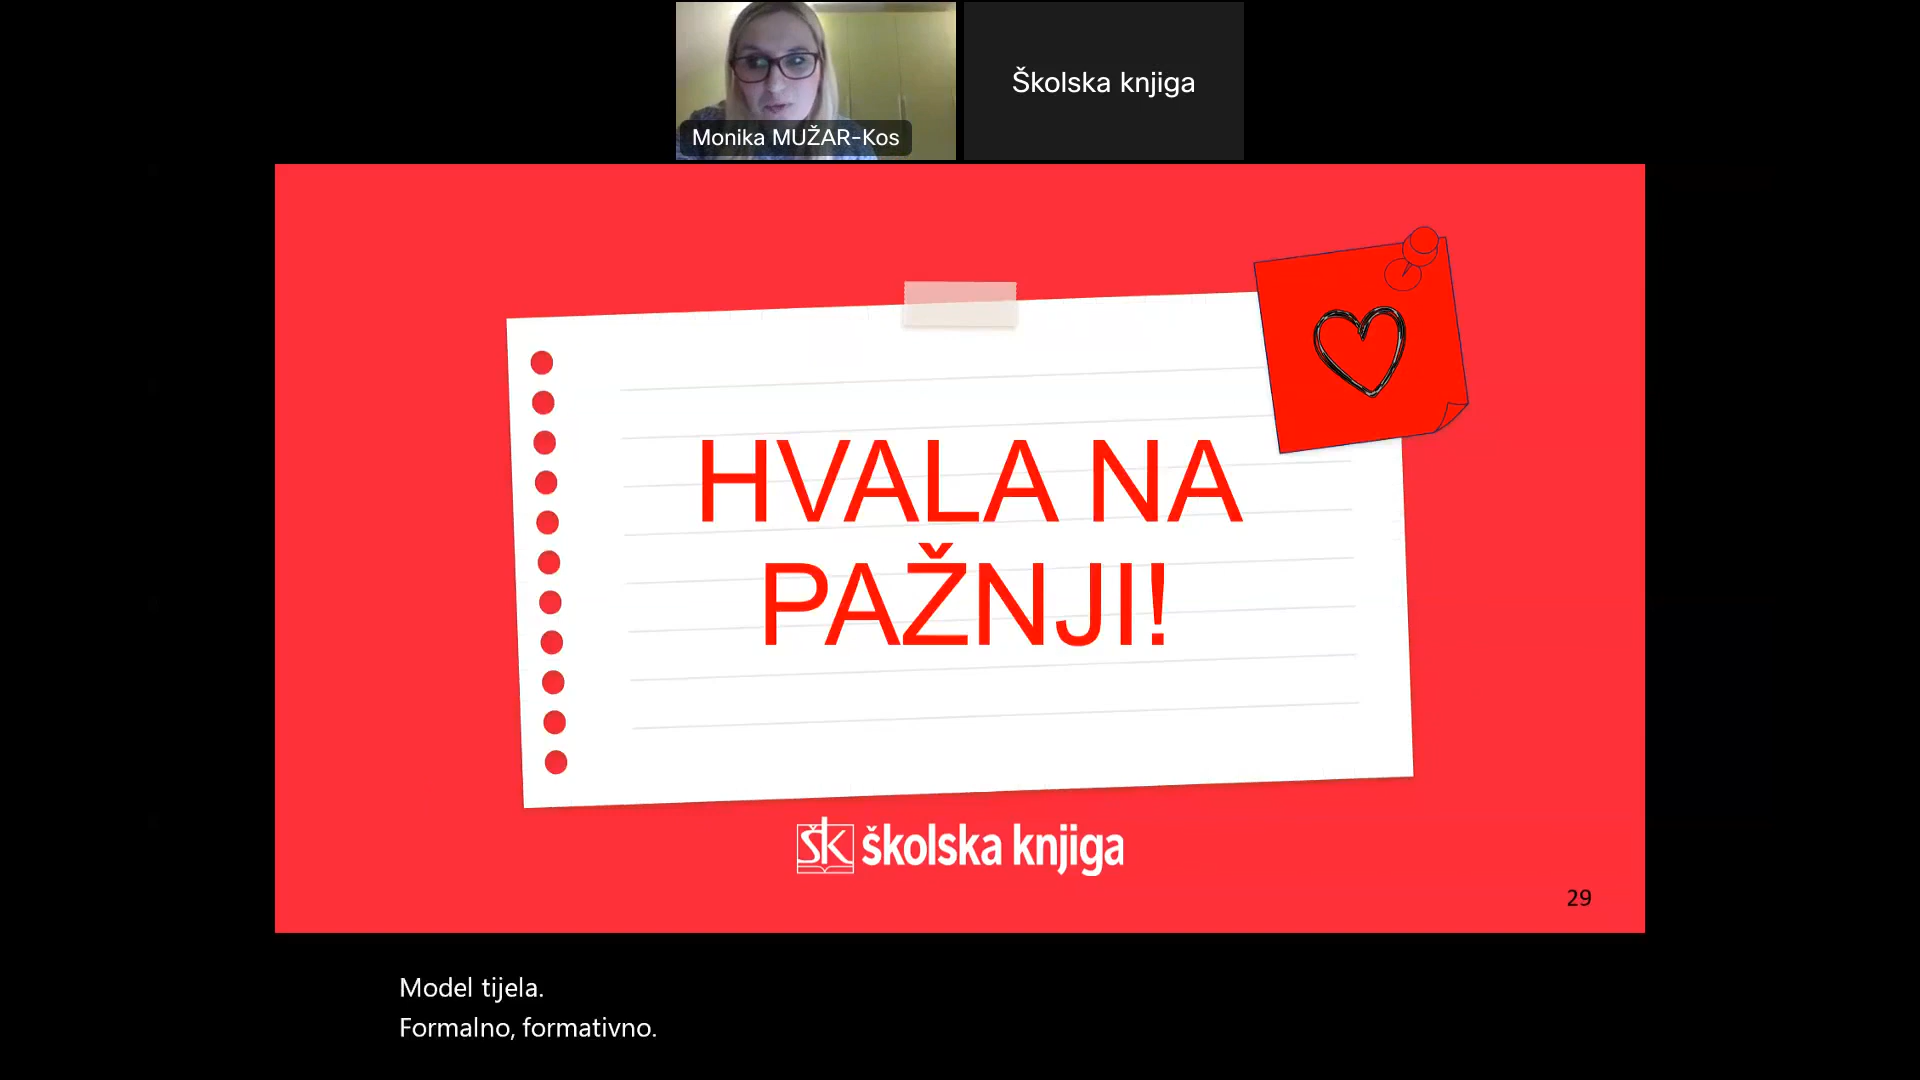 Monika MUŽAR-Kos
Školska knjiga
HVALA NA
PAŽNJI!
ŠK školska knjiga
29
Model tijela.
Formalno, formativno.